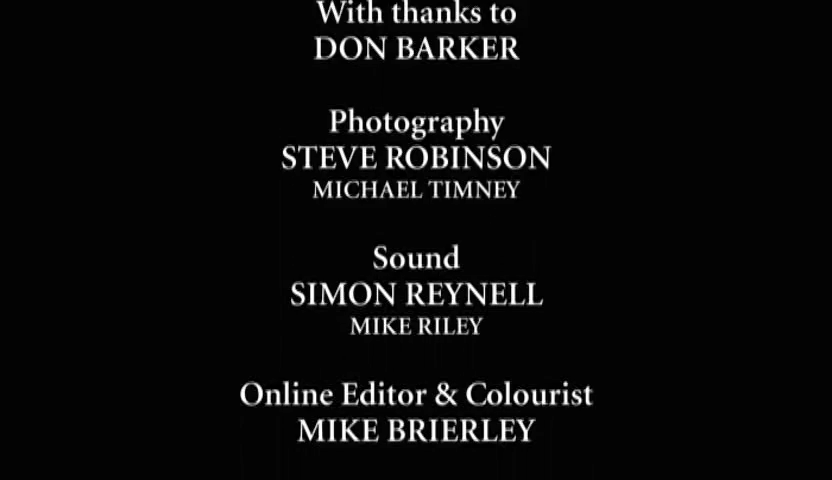 With thanks to
DON BARKER
Photography
STEVE ROBINSON
MICHAEL TIMNEY
Sound
SIMON REYNELL
MIKE RILEY
Online Editor & Colourist
MIKE BRIERLEY